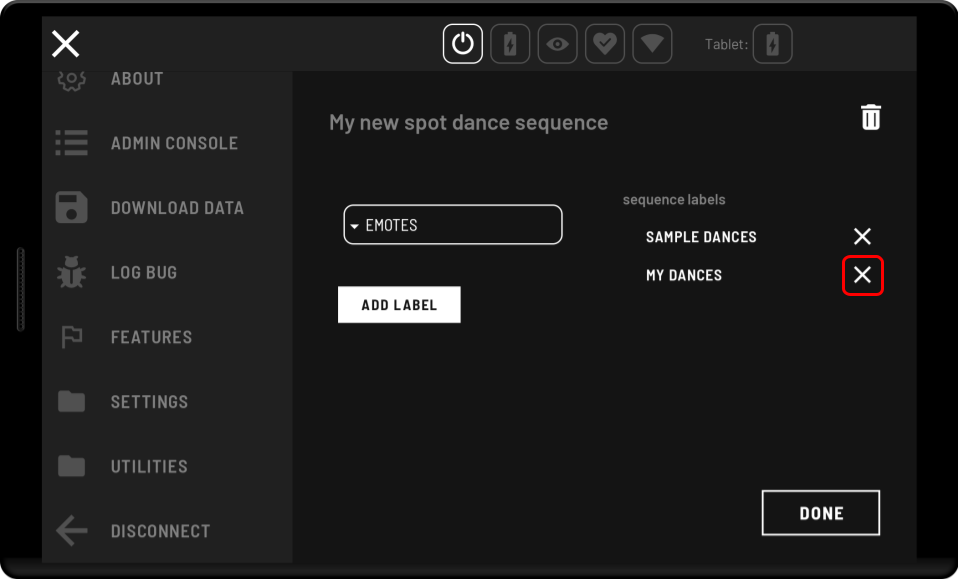 Tablet:
ABOUT
ADMIN CONSOLE
DOWNLOAD DATA
LOG BUG
FEATURES
SETTINGS
UTILITIES
DISCONNECT
My new spot dance sequence
EMOTES
ADD LABEL
sequence labels
SAMPLE DANCES
MY DANCES
DONE